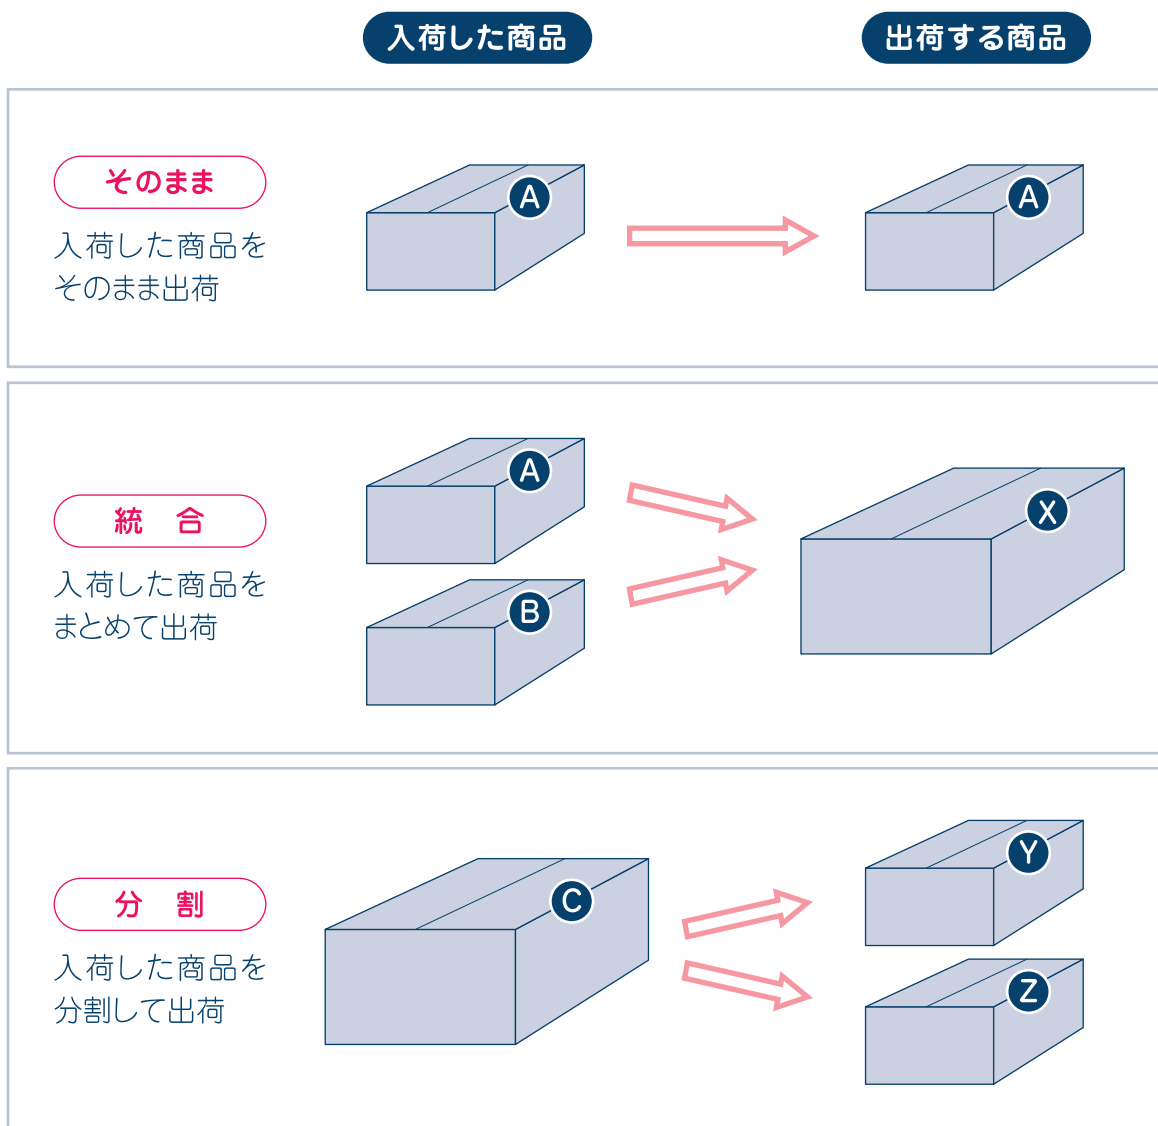 入荷した商品
出荷する商品
そのまま
入荷した商品を
そのまま出荷
A
A
統　合
入荷した商品を
まとめて出荷
A
B
X
分　割
入荷した商品を
分割して出荷
C
Y
Z